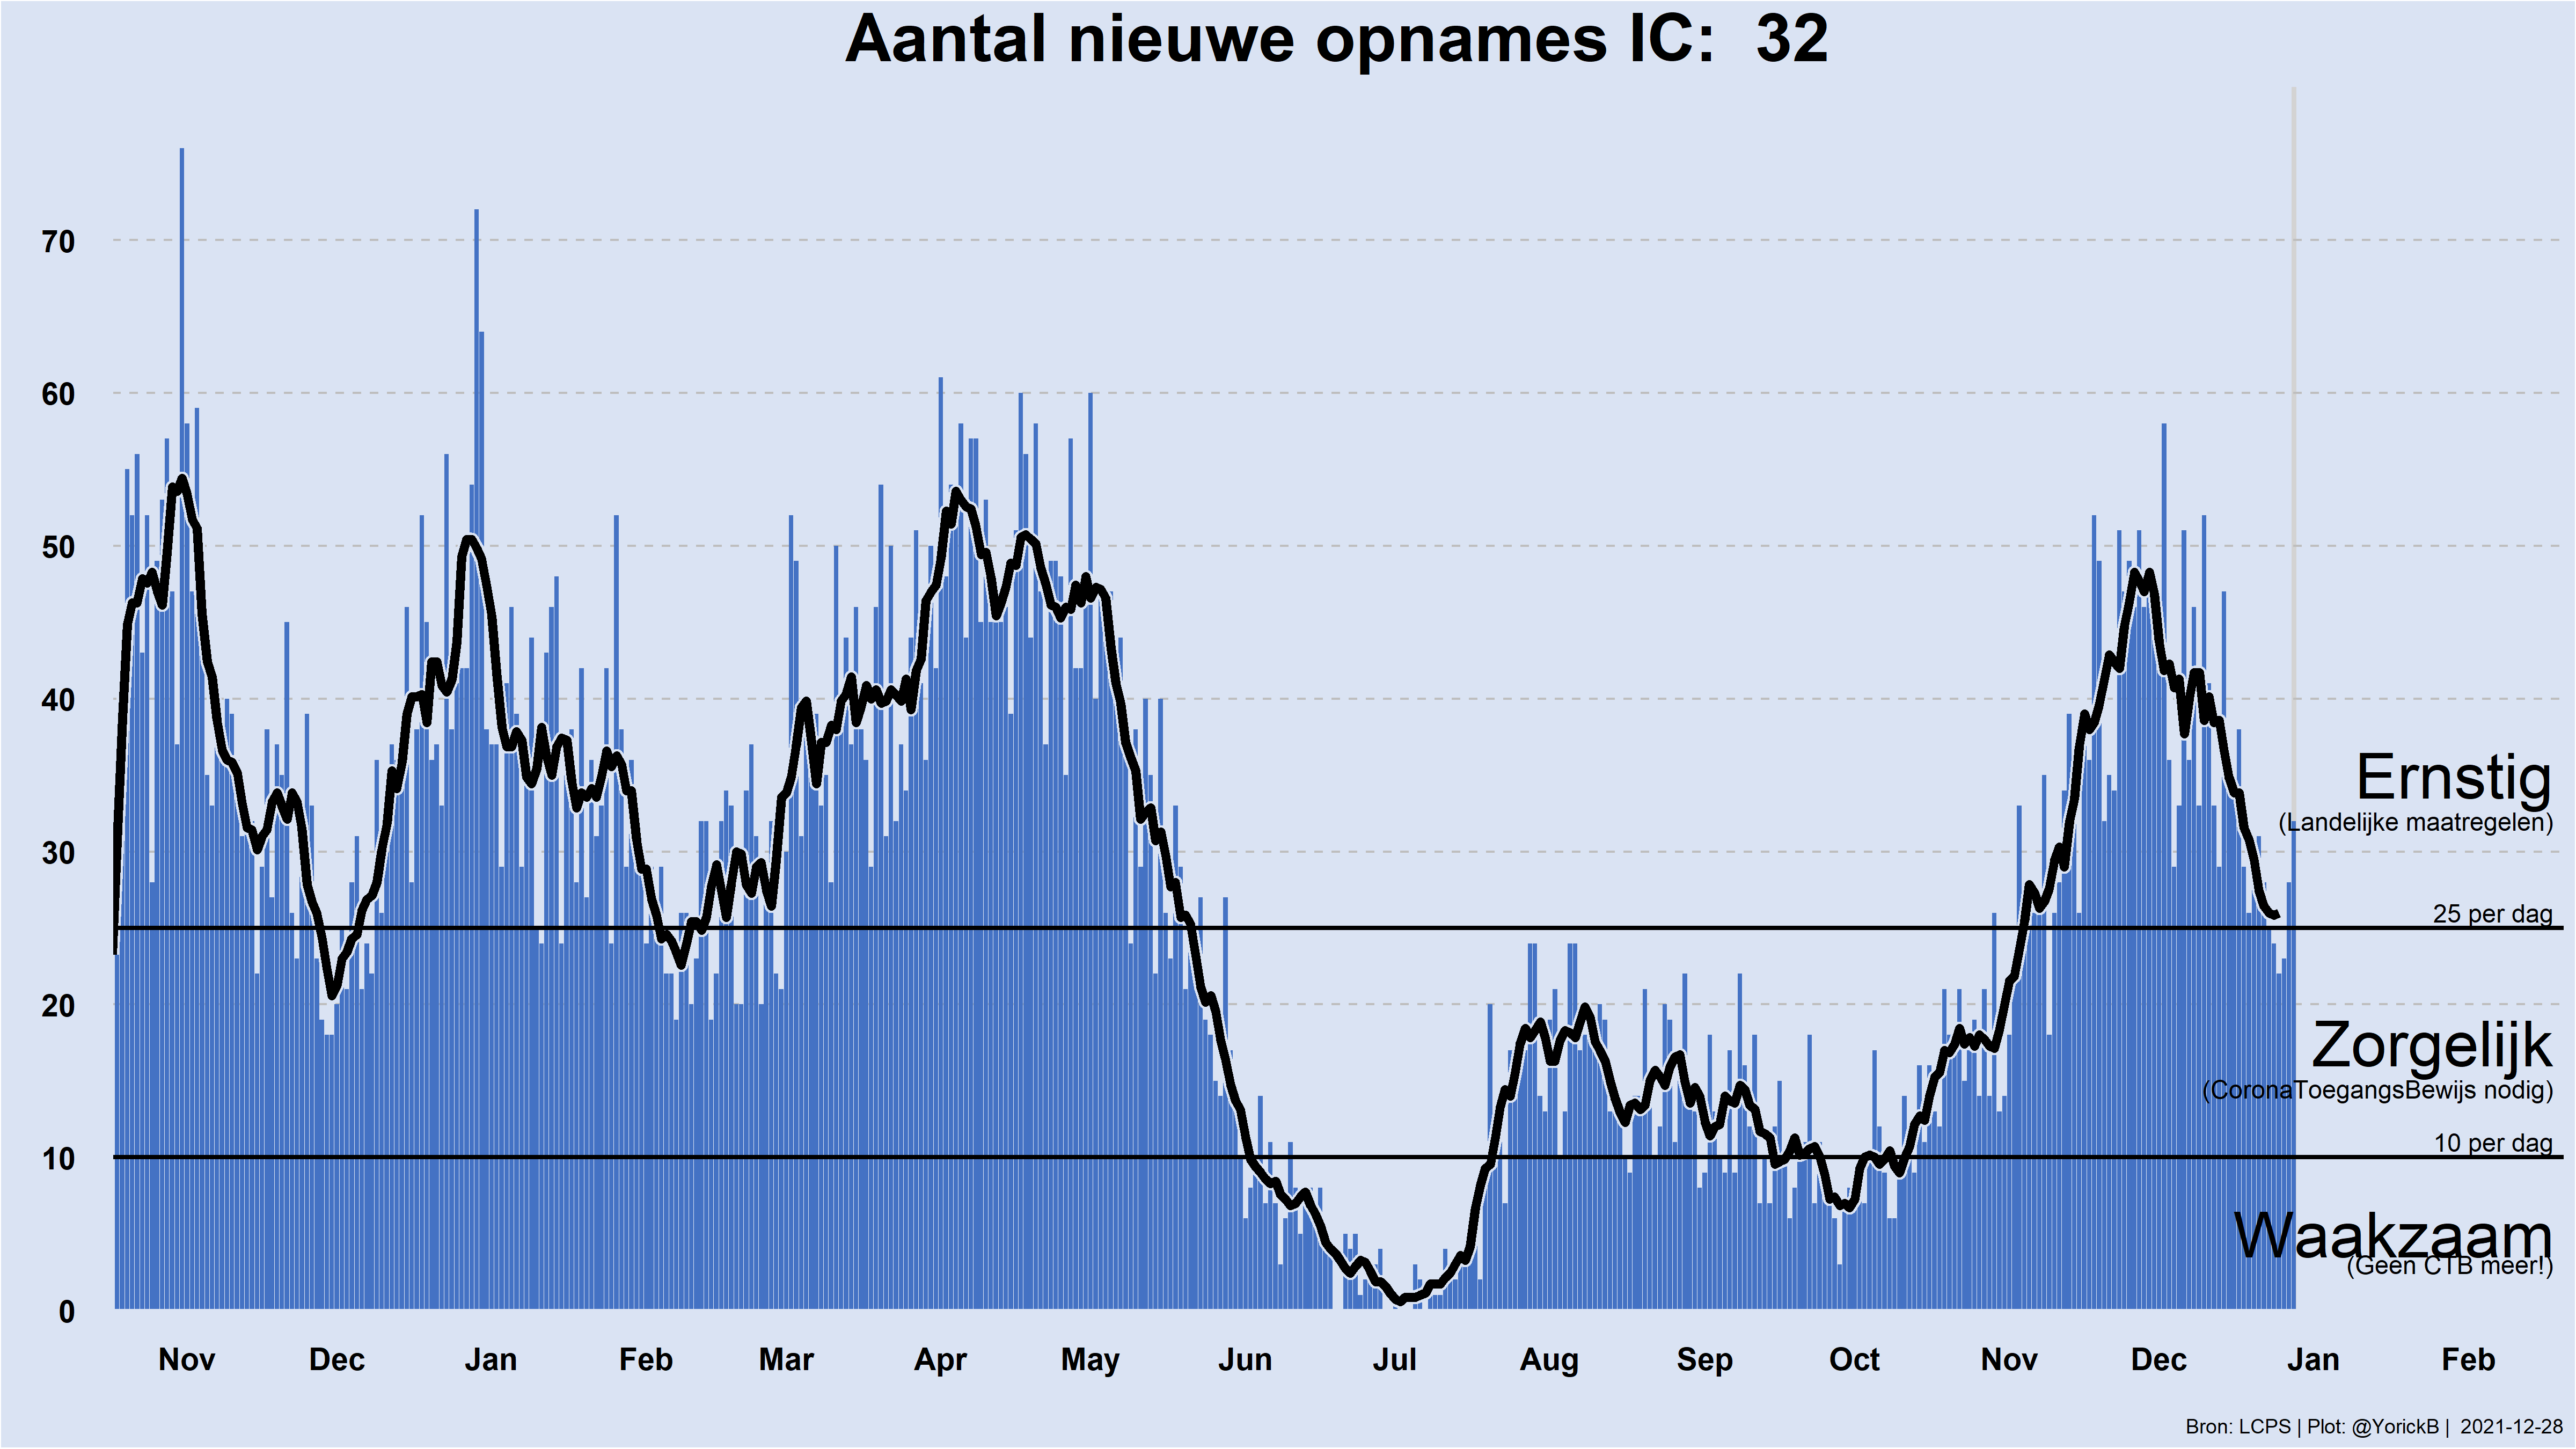 Aantal nieuwe opnames IC:  32
70
60
50
40
30
20
10
0
Ernstig
(Landelijke maatregelen)
25 per dag
Zorgelijk
(CoronaToegangsBewijs nodig)
10 per dag
Waakzaam
(Geen CTB meer!)
Nov Dec Jan Feb Mar Apr May Jun Jul Aug Sep Oct Nov Dec Jan Feb
Bron: LCPS | Plot: @YorickB |  2021-12-28